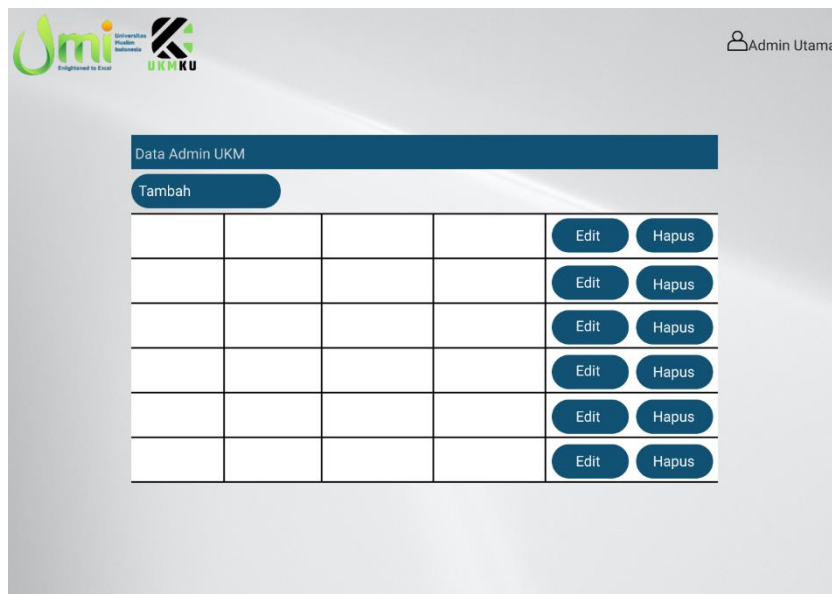 Umi
Universitas
Muslim
Indonesia
Enlightened to Excel
UKMKU
Admin Utama
Data Admin UKM
Tambah
Edit Hapus
Edit Hapus
Edit Hapus
Edit Hapus
Edit Hapus
Edit Hapus